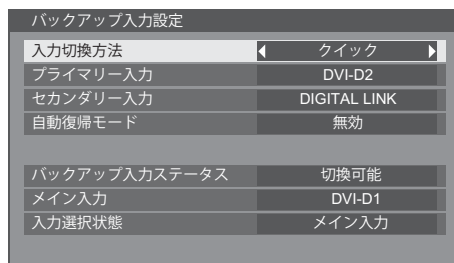 バックアップ入力設定
入力切換方法 クイック
プライマリー入力 DVI-D2
セカンダリー入力 DIGITAL LINK
自動復帰モード 無効
バックアップ入力ステータス 切換可能
メイン入力 DVI-D1
入力選択状態 メイン入力